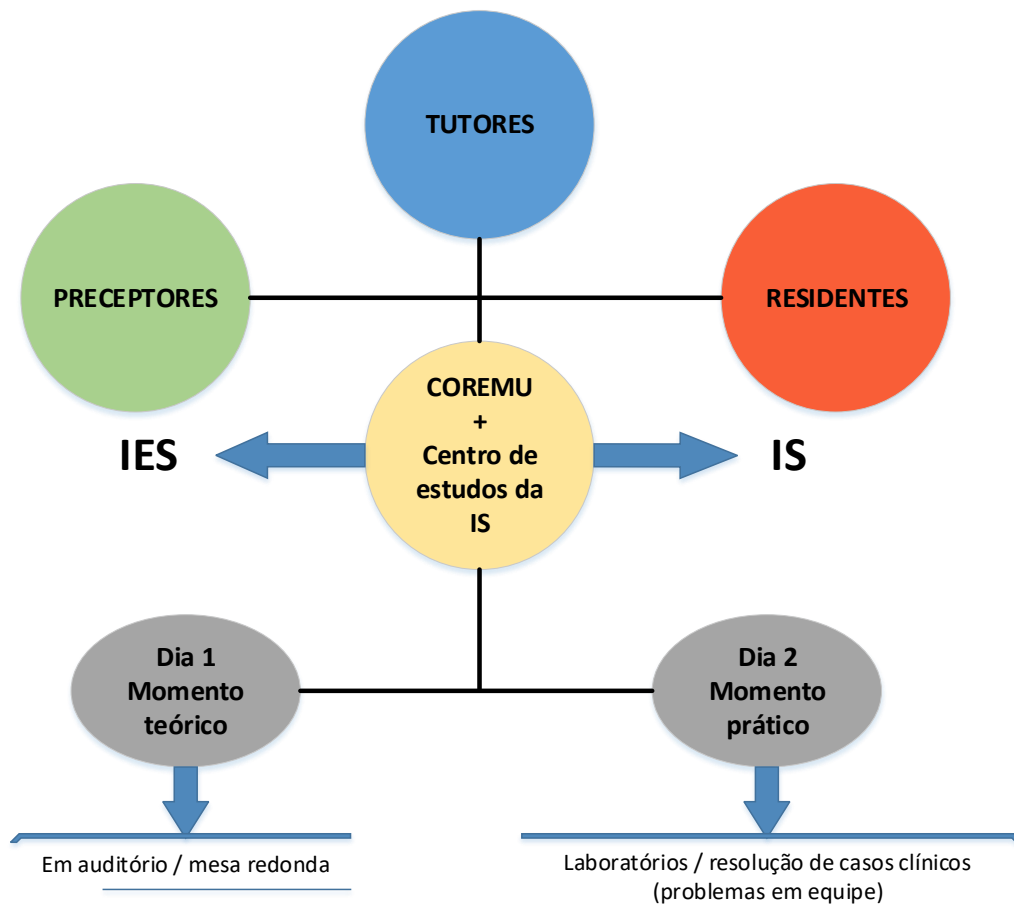 TUTORES
PRECEPTORES
RESIDENTES
COREMU
+
Centro de
estudos da
IS
IES
IS
Dia 1
Momento
teórico
Dia 2
Momento
prático
Em auditório / mesa redonda
Laboratórios / resolução de casos clínicos
(problemas em equipe)